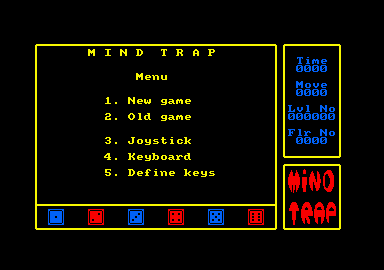 MIND TRAP
Menu
1. New game
2. Old game
3. Joystick
4. Keyboard
5. Define keys
Time
0000
Move
0000
Lvl No
000000
Flr No
0000
MIND
TRAP